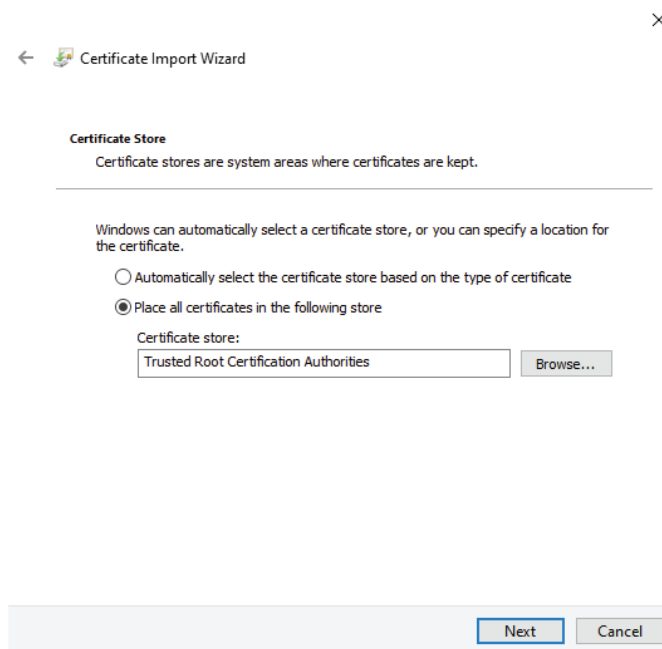 Certificate Import Wizard
Certificate Store
Certificate stores are system areas where certificates are kept.
Windows can automatically select a certificate store, or you can specify a location for
the certificate.
Automatically select the certificate store based on the type of certificate
Place all certificates in the following store
Certificate store:
Trusted Root Certification Authorities
Browse...
Next
Cancel